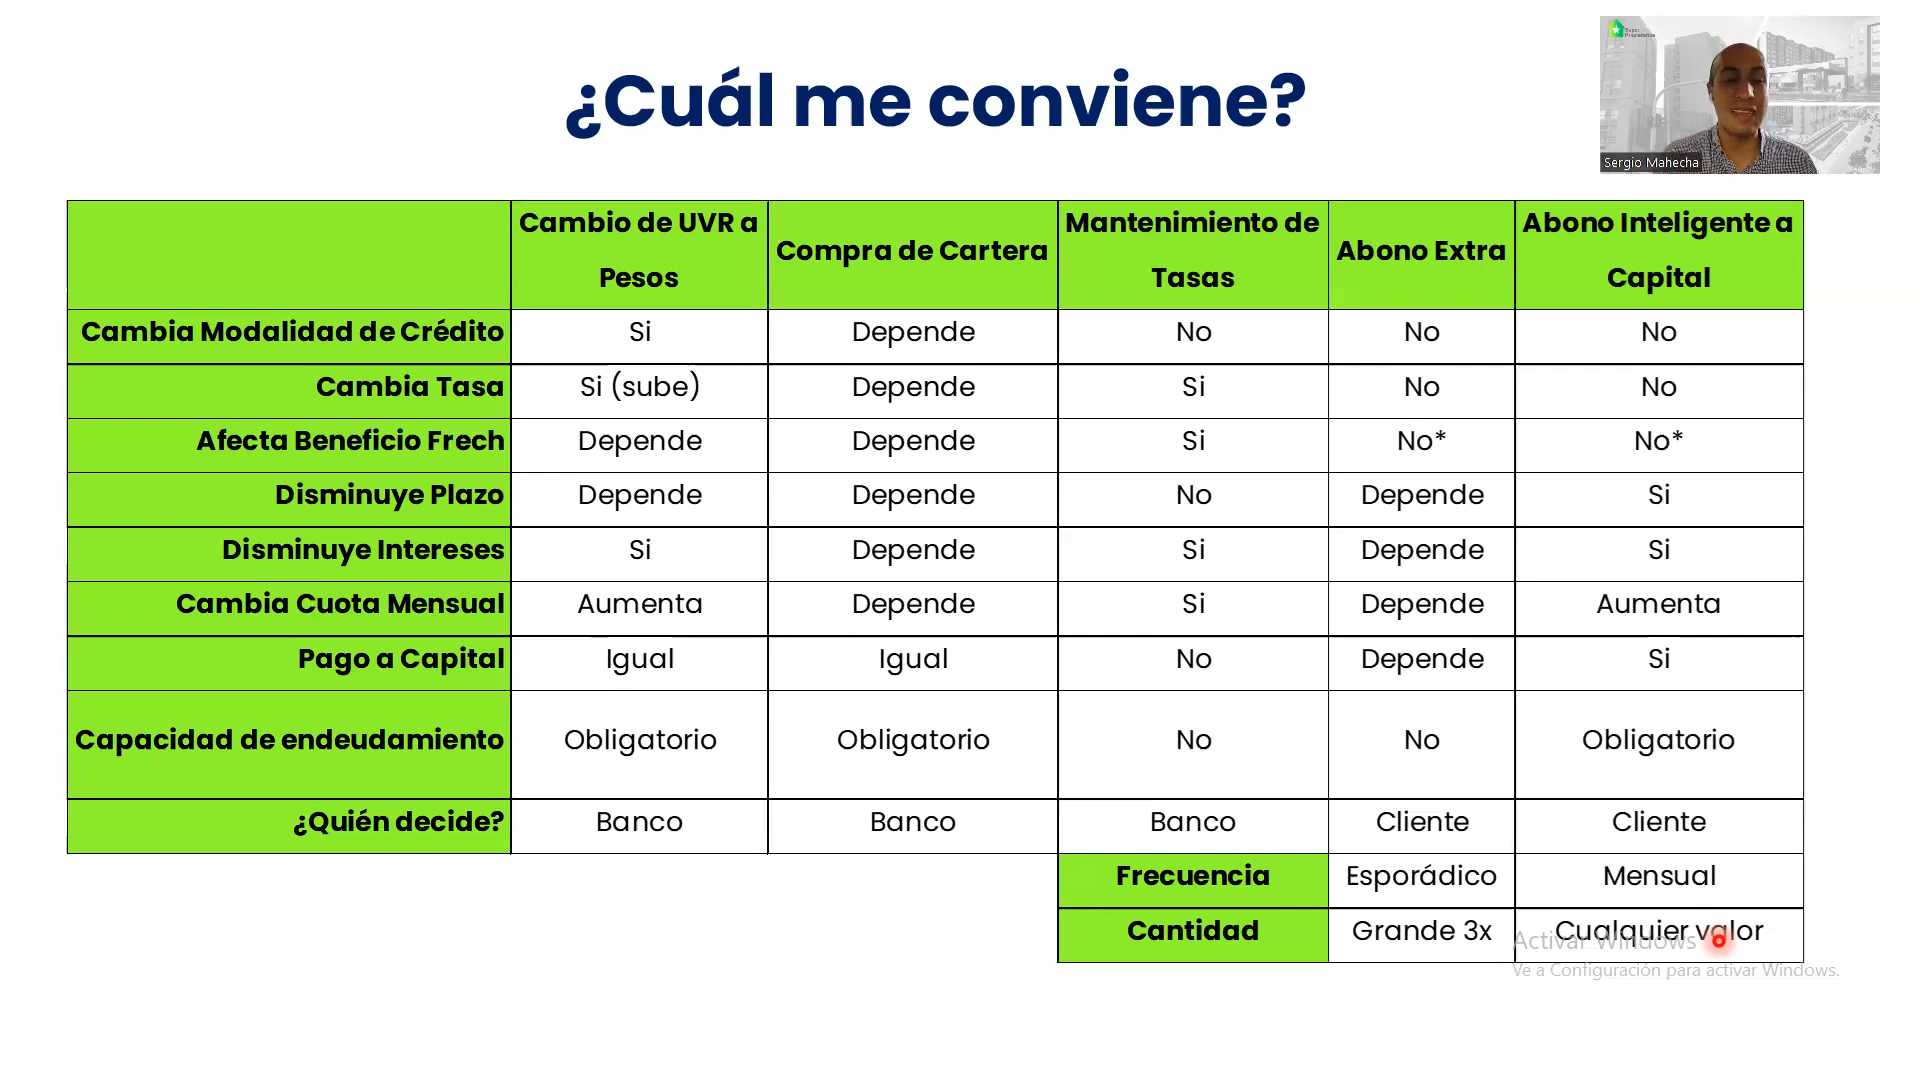 ¿Cuál me conviene?
Super
Propietarios
Sergio Mahecha
Cambio de UVR a Pesos Compra de Cartera Mantenimiento de Tasas Abono Extra Abono Inteligente a Capital
Cambia Modalidad de Crédito Si Depende No No No
Cambia Tasa Si (sube) Depende Si No No
Afecta Beneficio Frech Depende Depende Si No* No*
Disminuye Plazo Depende Depende No Depende Si
Disminuye Intereses Si Depende Si Depende Si
Cambia Cuota Mensual Aumenta Depende Si Depende Aumenta
Pago a Capital Igual Igual No Depende Si
Capacidad de endeudamiento Obligatorio Obligatorio No No Obligatorio
¿Quién decide? Banco Banco Banco Cliente Cliente
Frecuencia Esporádico Mensual
Cantidad Grande 3x Cualquier valor
Activar Windows
Ve a Configuración para activar Windows.